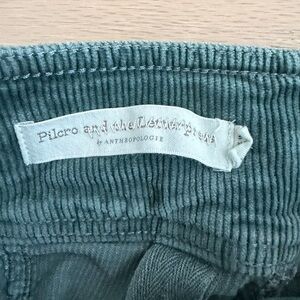 Pilcro and the Letterpress
by ANTHROPOLOGIE